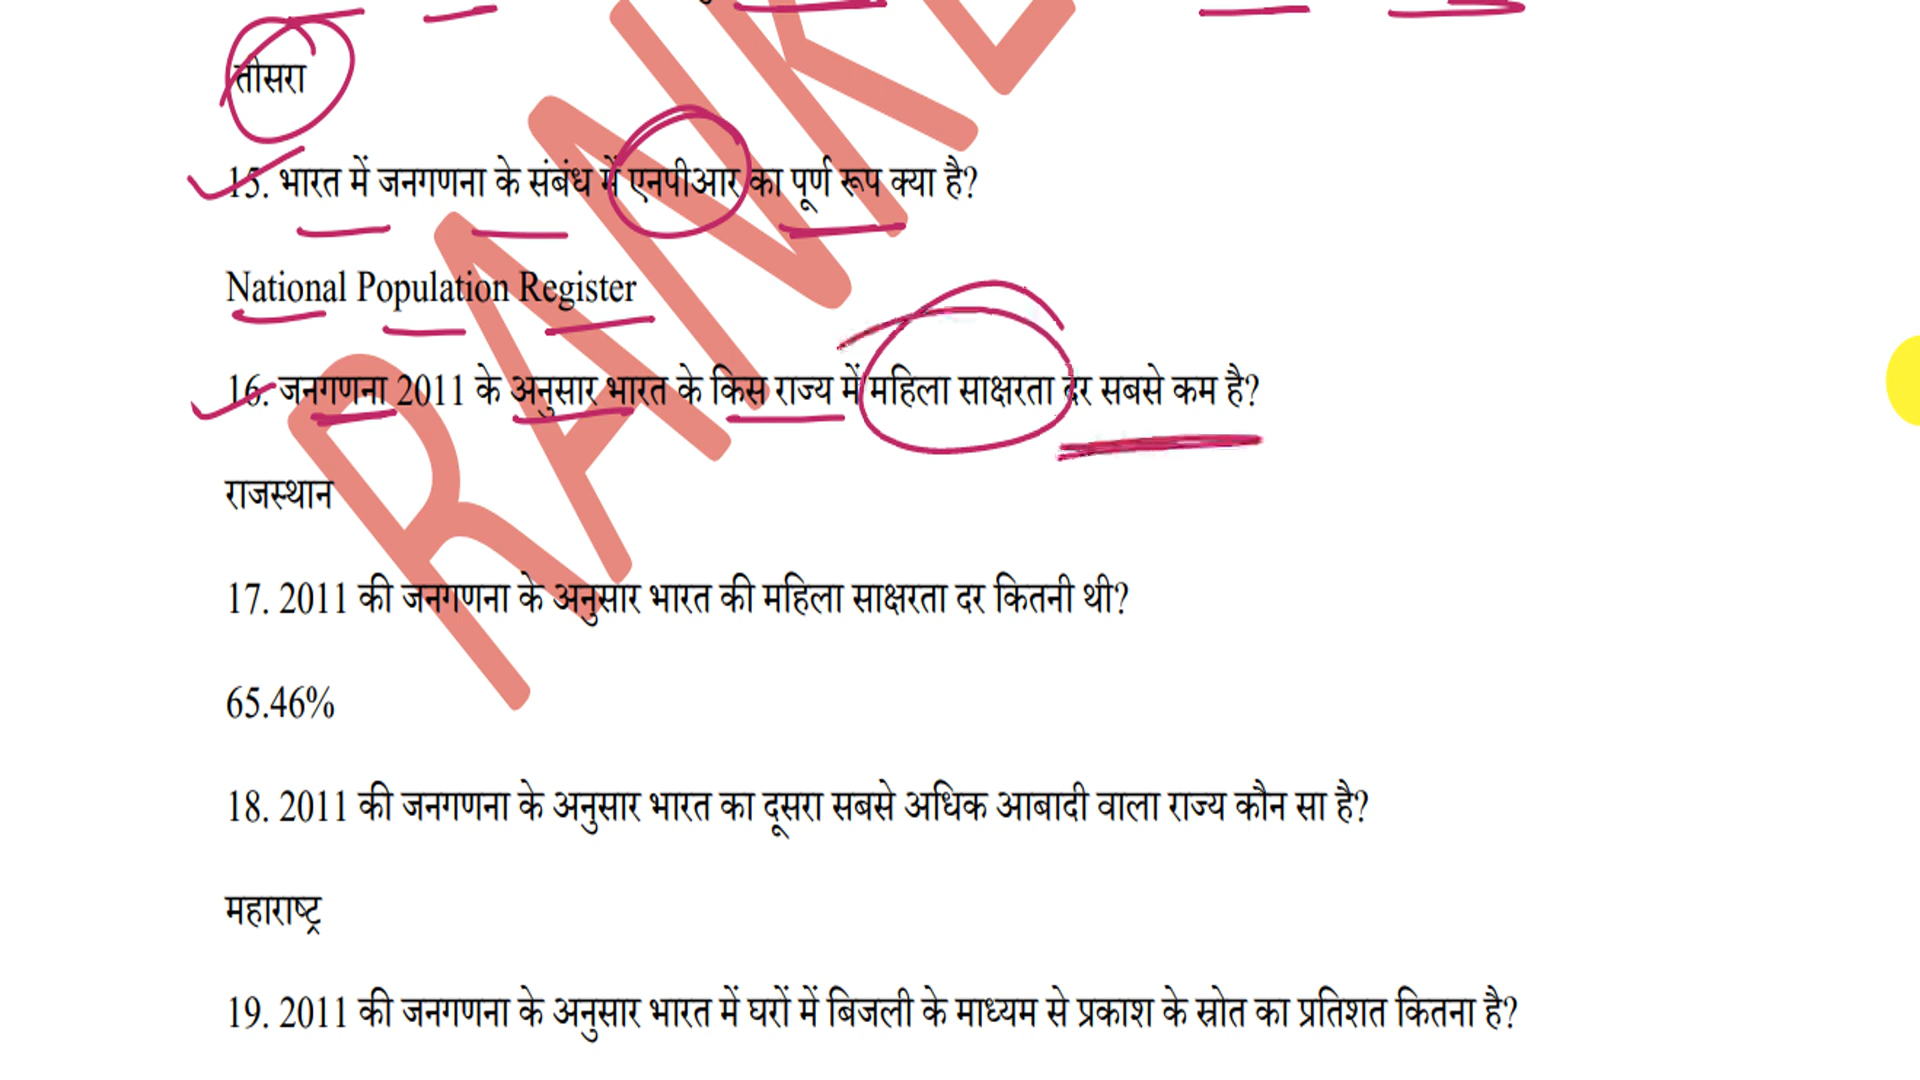 तीसरा
15. भारत में जनगणना के संबंध में एनपीआर का पूर्ण रूप क्या है?
National Population Register
16. जनगणना 2011 के अनुसार भारत के किस राज्य में महिला साक्षरता दर सबसे कम है?
राजस्थान
17. 2011 की जनगणना के अनुसार भारत की महिला साक्षरता दर कितनी थी?
65.46%
18. 2011 की जनगणना के अनुसार भारत का दूसरा सबसे अधिक आबादी वाला राज्य कौन सा है?
महाराष्ट्र
19. 2011 की जनगणना के अनुसार भारत में घरों में बिजली के माध्यम से प्रकाश के स्रोत का प्रतिशत कितना है?